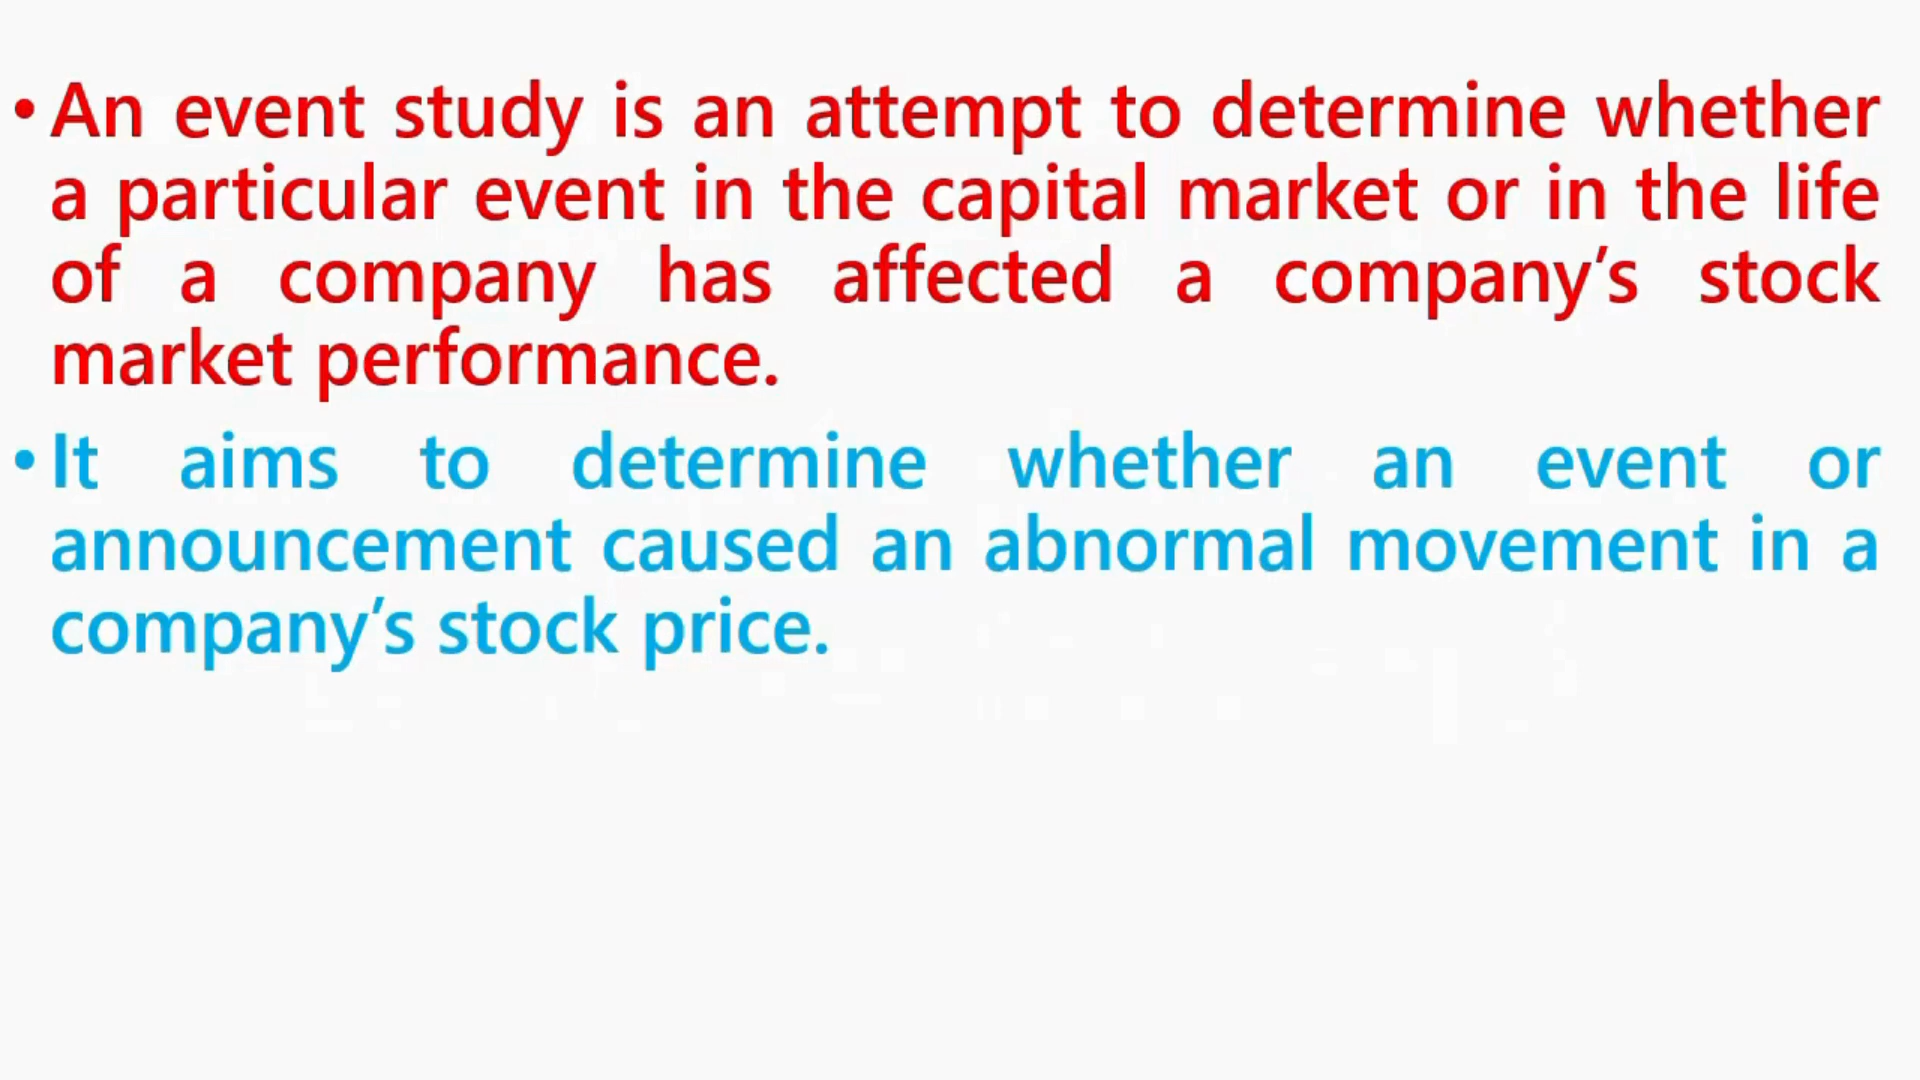 • An event study is an attempt to determine whether
a particular event in the capital market or in the life
of a company has affected a company’s stock
market performance.
• It aims to determine whether an event or
announcement caused an abnormal movement in a
company’s stock price.